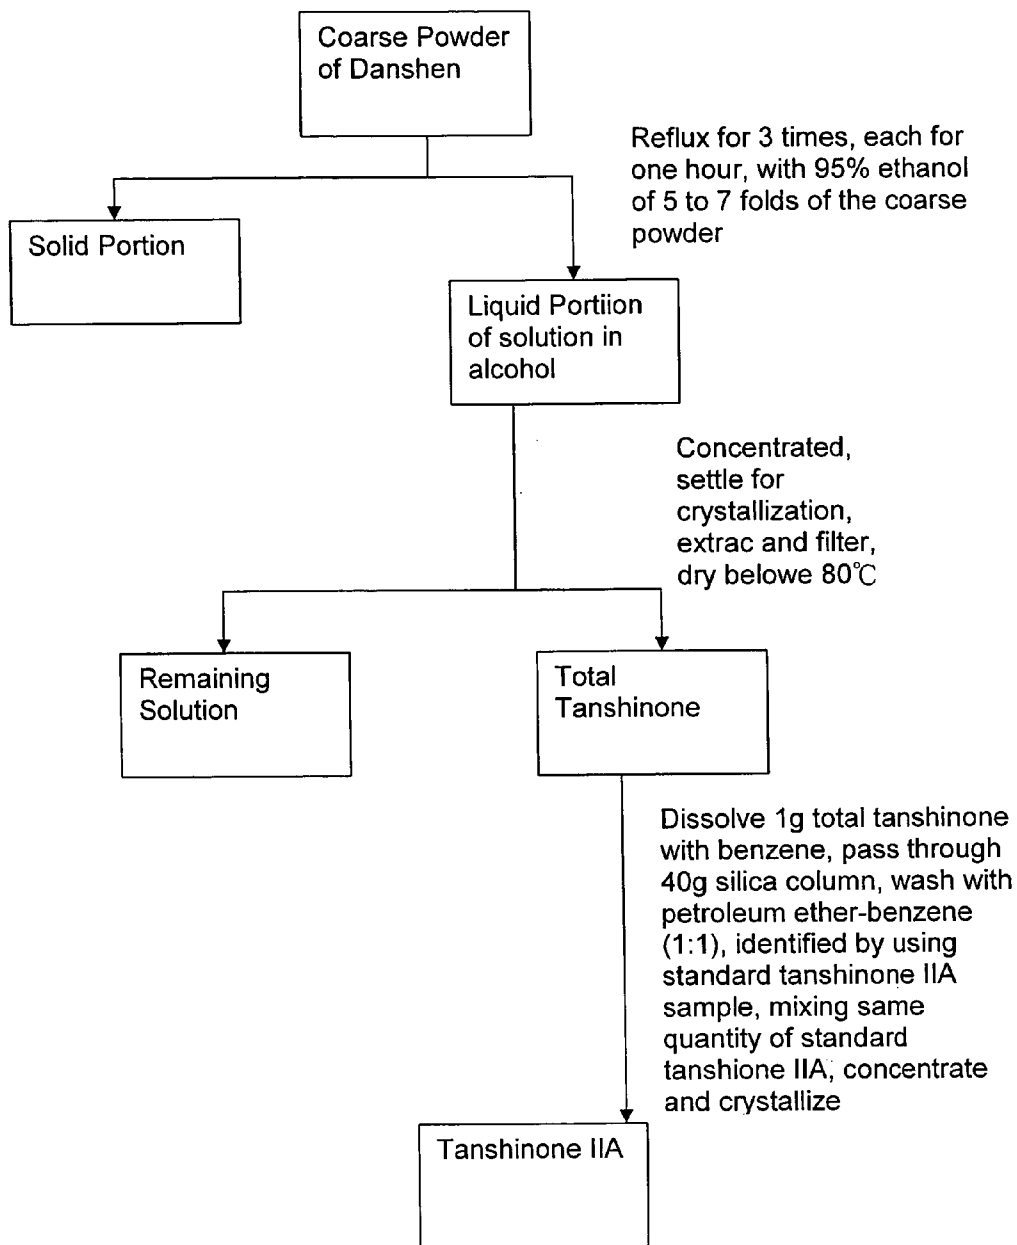 Coarse Powder
of Danshen
Reflux for 3 times, each for
one hour, with 95% ethanol
of 5 to 7 folds of the coarse
powder
Solid Portion
Liquid Portiion
of solution in
alcohol
Concentrated,
settle for
crystallization,
extrac and filter,
dry belowe 80℃
Remaining
Solution
Total
Tanshinone
Dissolve 1g total tanshinone
with benzene, pass through
40g silica column, wash with
petroleum ether-benzene
(1:1), identified by using
standard tanshinone IIA
sample, mixing same
quantity of standard
tanshione IIA, concentrate
and crystallize
Tanshinone IIA